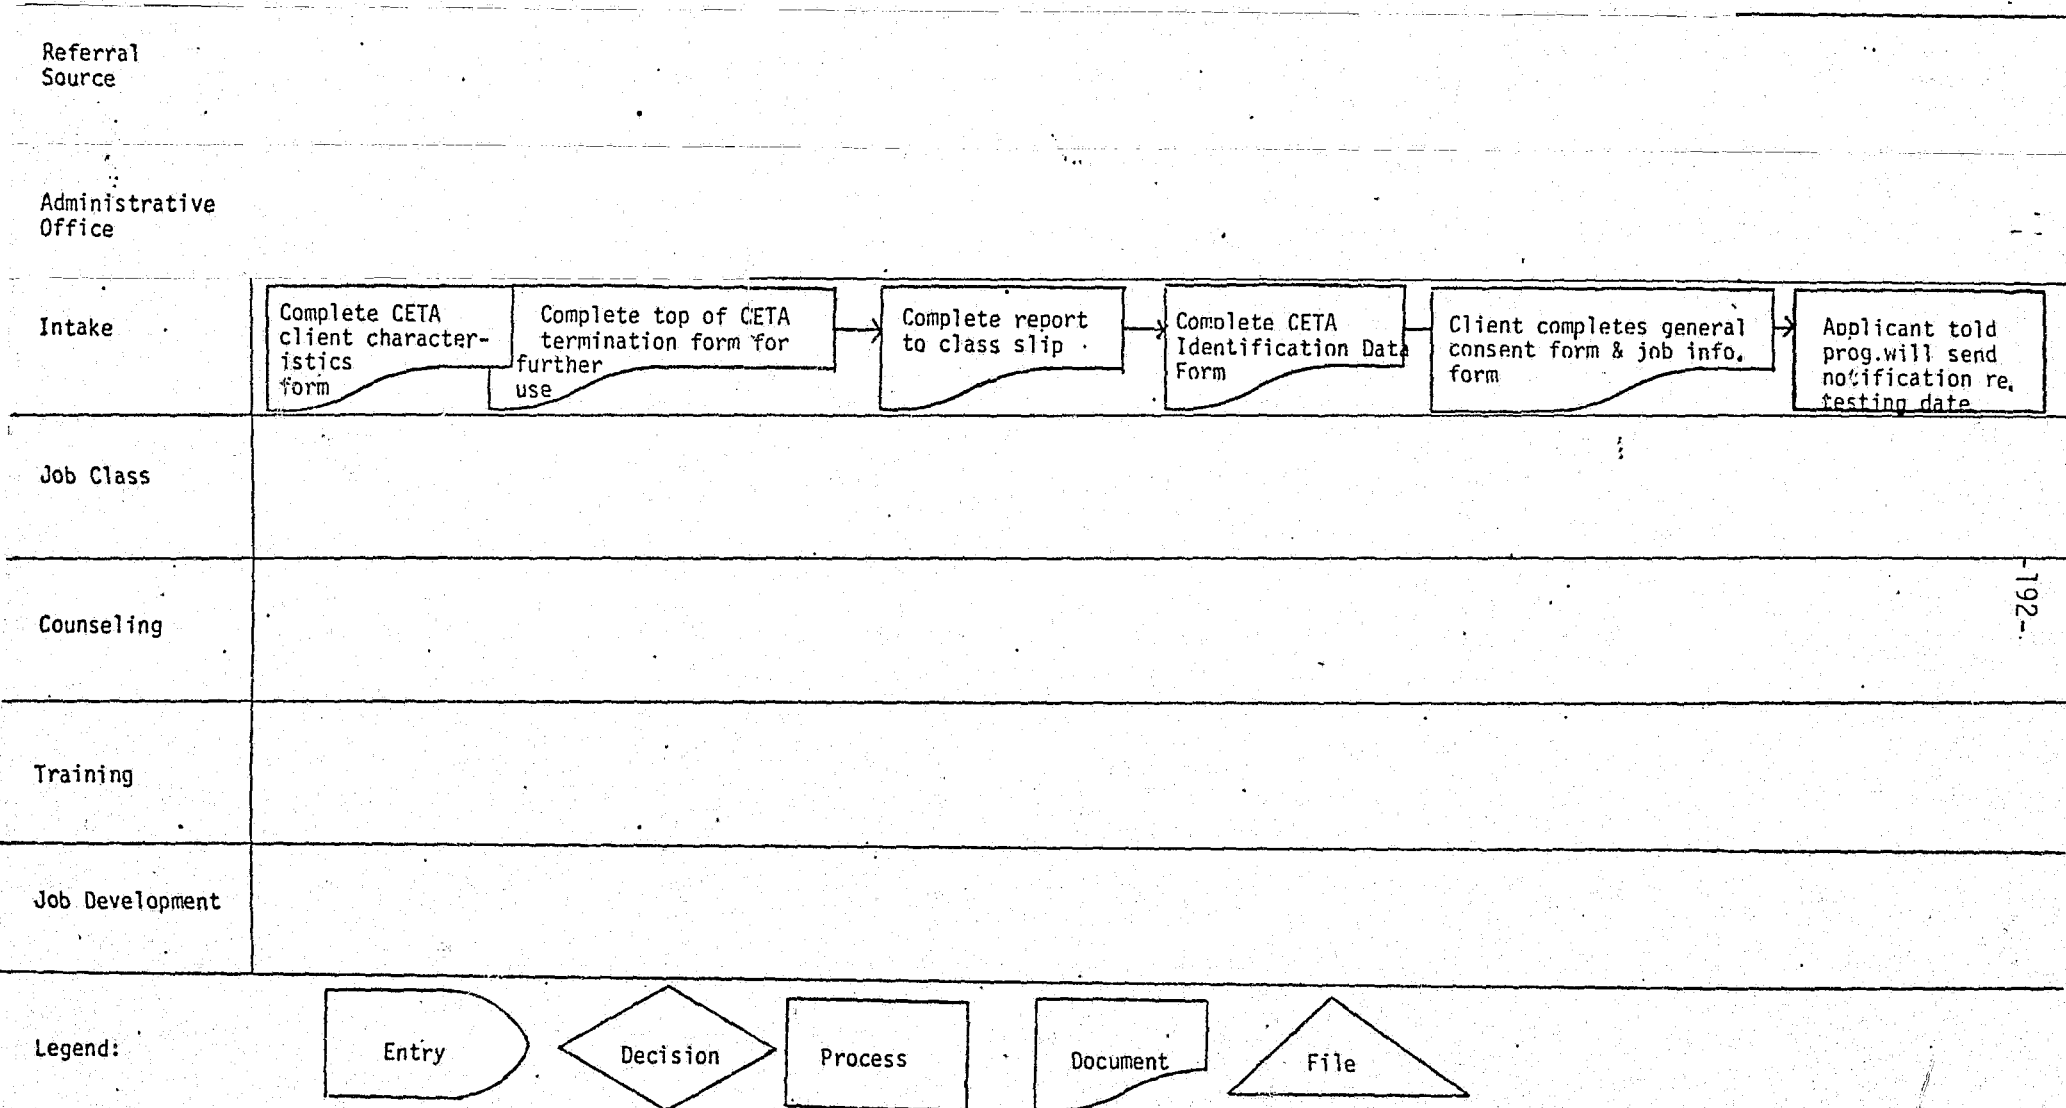 Referral
Source
Administrative
Office
Intake
Complete CETA
client character-
istics
form
Complete top of CETA
termination form for
further
use
Complete report
to class slip
Complete CETA
Identification Data
Form
Client completes general
consent form & job info.
form
Applicant told
prog.will send
notification re.
testing date
Job Class
Counseling
-192-
Training
Job Development
Legend:
Entry
Decision
Process
Document
File